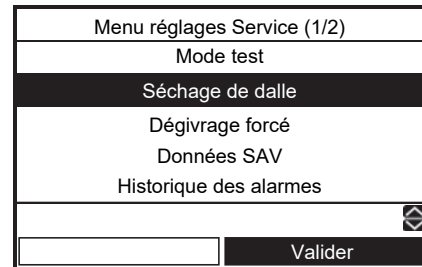 Menu réglages Service (1/2)
Mode test
Séchage de dalle
Dégivrage forcé
Données SAV
Historique des alarmes
Valider